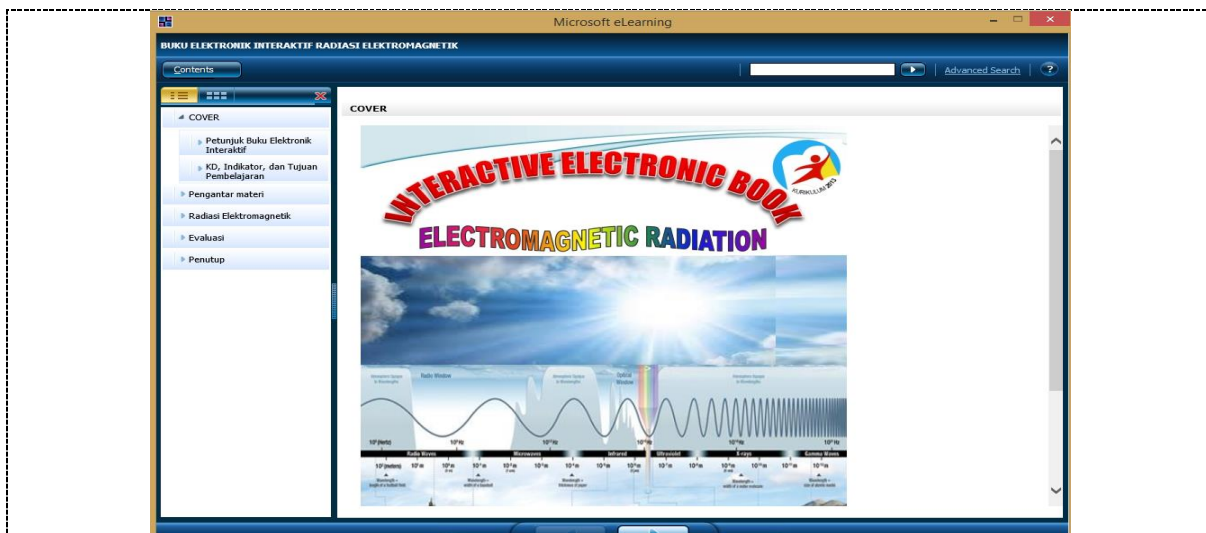 Microsoft eLearning
BUKU ELEKTRONIK INTERAKTIF RADIASI ELEKTROMAGNETIK
Contents
Advanced Search
?
COVER
Petunjuk Buku Elektronik
Interaktif
KD, Indikator, dan Tujuan
Pembelajaran
Pengantar materi
Radiasi Elektromagnetik
Evaluasi
Penutup
COVER
INTERACTIVE ELECTRONIC BOOK
KURIKULUM 2013
ELECTROMAGNETIC RADIATION
Radio Window
Optical
Window
Radio Waves
Microwaves
Infrared
Ultraviolet
X-rays
Gamma Waves